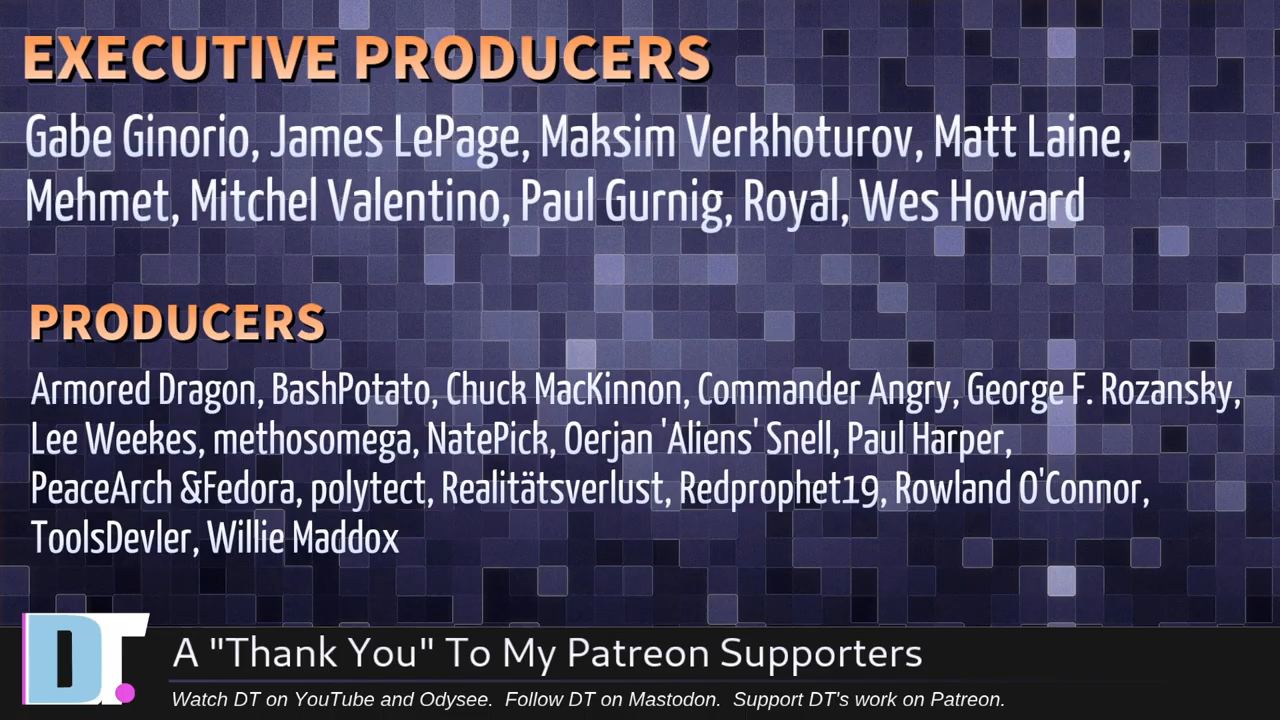 EXECUTIVE PRODUCERS
Gabe Ginorio, James LePage, Maksim Verkhoturov, Matt Laine,
Mehmet, Mitchel Valentino, Paul Gurnig, Royal, Wes Howard
PRODUCERS
Armored Dragon, BashPotato, Chuck MacKinnon, Commander Angry, George F. Rozansky,
Lee Weekes, methosomega, NatePick, Oerjan 'Aliens' Snell, Paul Harper,
PeaceArch &Fedora, polytect, Realitätsverlust, Redprophet19, Rowland O'Connor,
ToolsDevler, Willie Maddox
DT.
A "Thank You" To My Patreon Supporters
Watch DT on YouTube and Odysee. Follow DT on Mastodon. Support DT's work on Patreon.